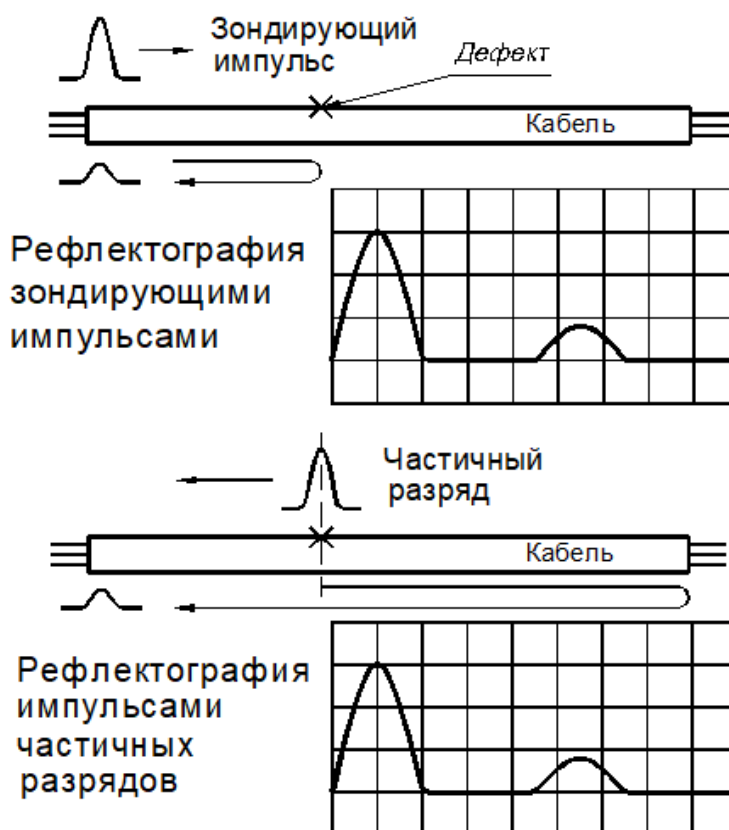 Зондирующий
импульс
Дефект
Кабель
Рефлектография
зондирующими
импульсами
Частичный
разряд
Кабель
Рефлектография
импульсами
частичных
разрядов